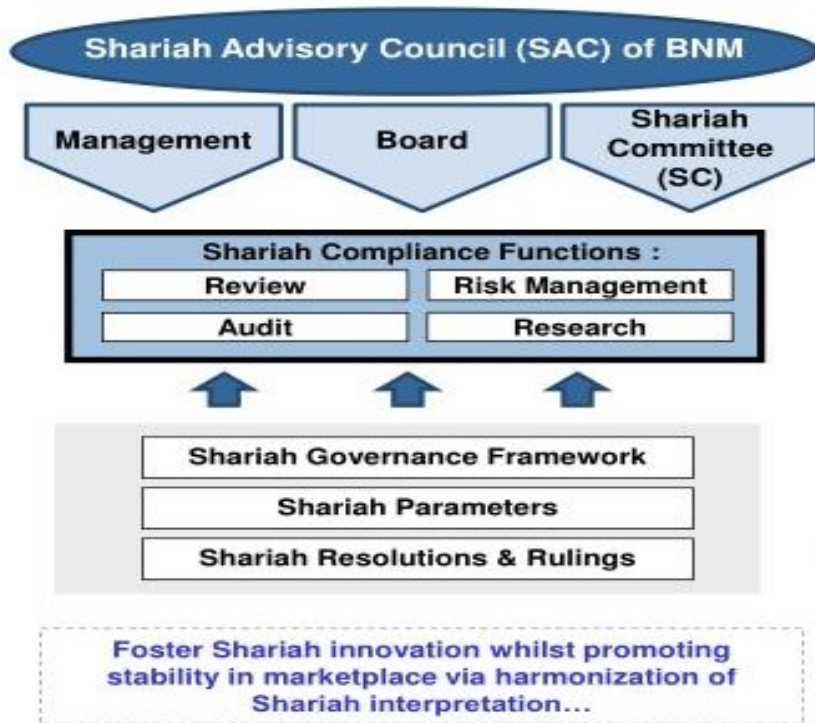 Shariah Advisory Council (SAC) of BNM
Management
Board
Shariah
Committee
(SC)
Shariah Compliance Functions :
Review
Risk Management
Audit
Research
Shariah Governance Framework
Shariah Parameters
Shariah Resolutions & Rulings
Foster Shariah innovation whilst promoting
stability in marketplace via harmonization of
Shariah interpretation...